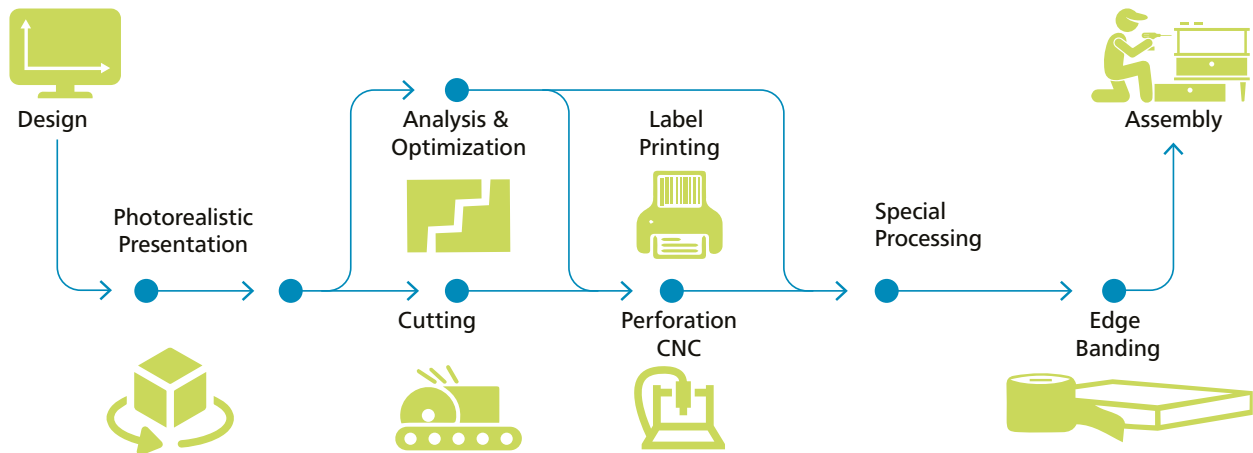 Design
Photorealistic
Presentation
Analysis &
Optimization
Cutting
Label
Printing
Perforation
CNC
Special
Processing
Edge
Banding
Assembly